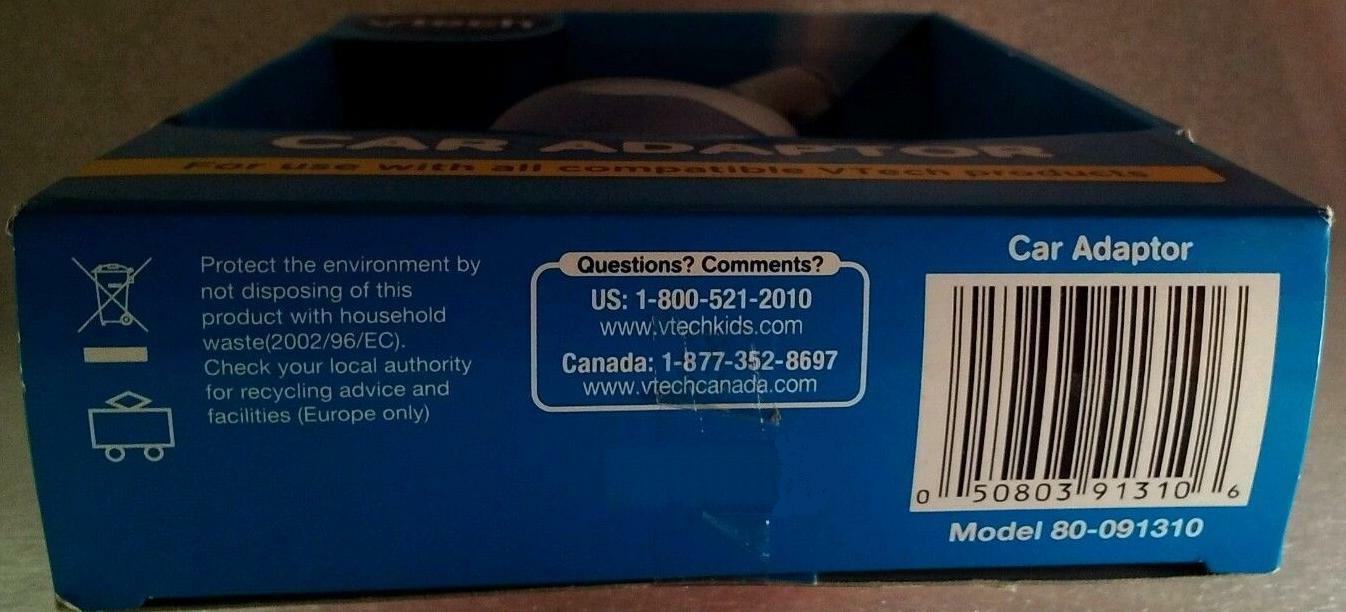 vtech
CAR ADAPTOR
For use with all compatible VTech products
Protect the environment by
not disposing of this
product with household
waste(2002/96/EC).
Check your local authority
for recycling advice and
facilities (Europe only)
Questions? Comments?
US: 1-800-521-2010
www.vtechkids.com
Canada: 1-877-352-8697
www.vtechcanada.com
Car Adaptor
0 50803 91310 6
Model 80-091310